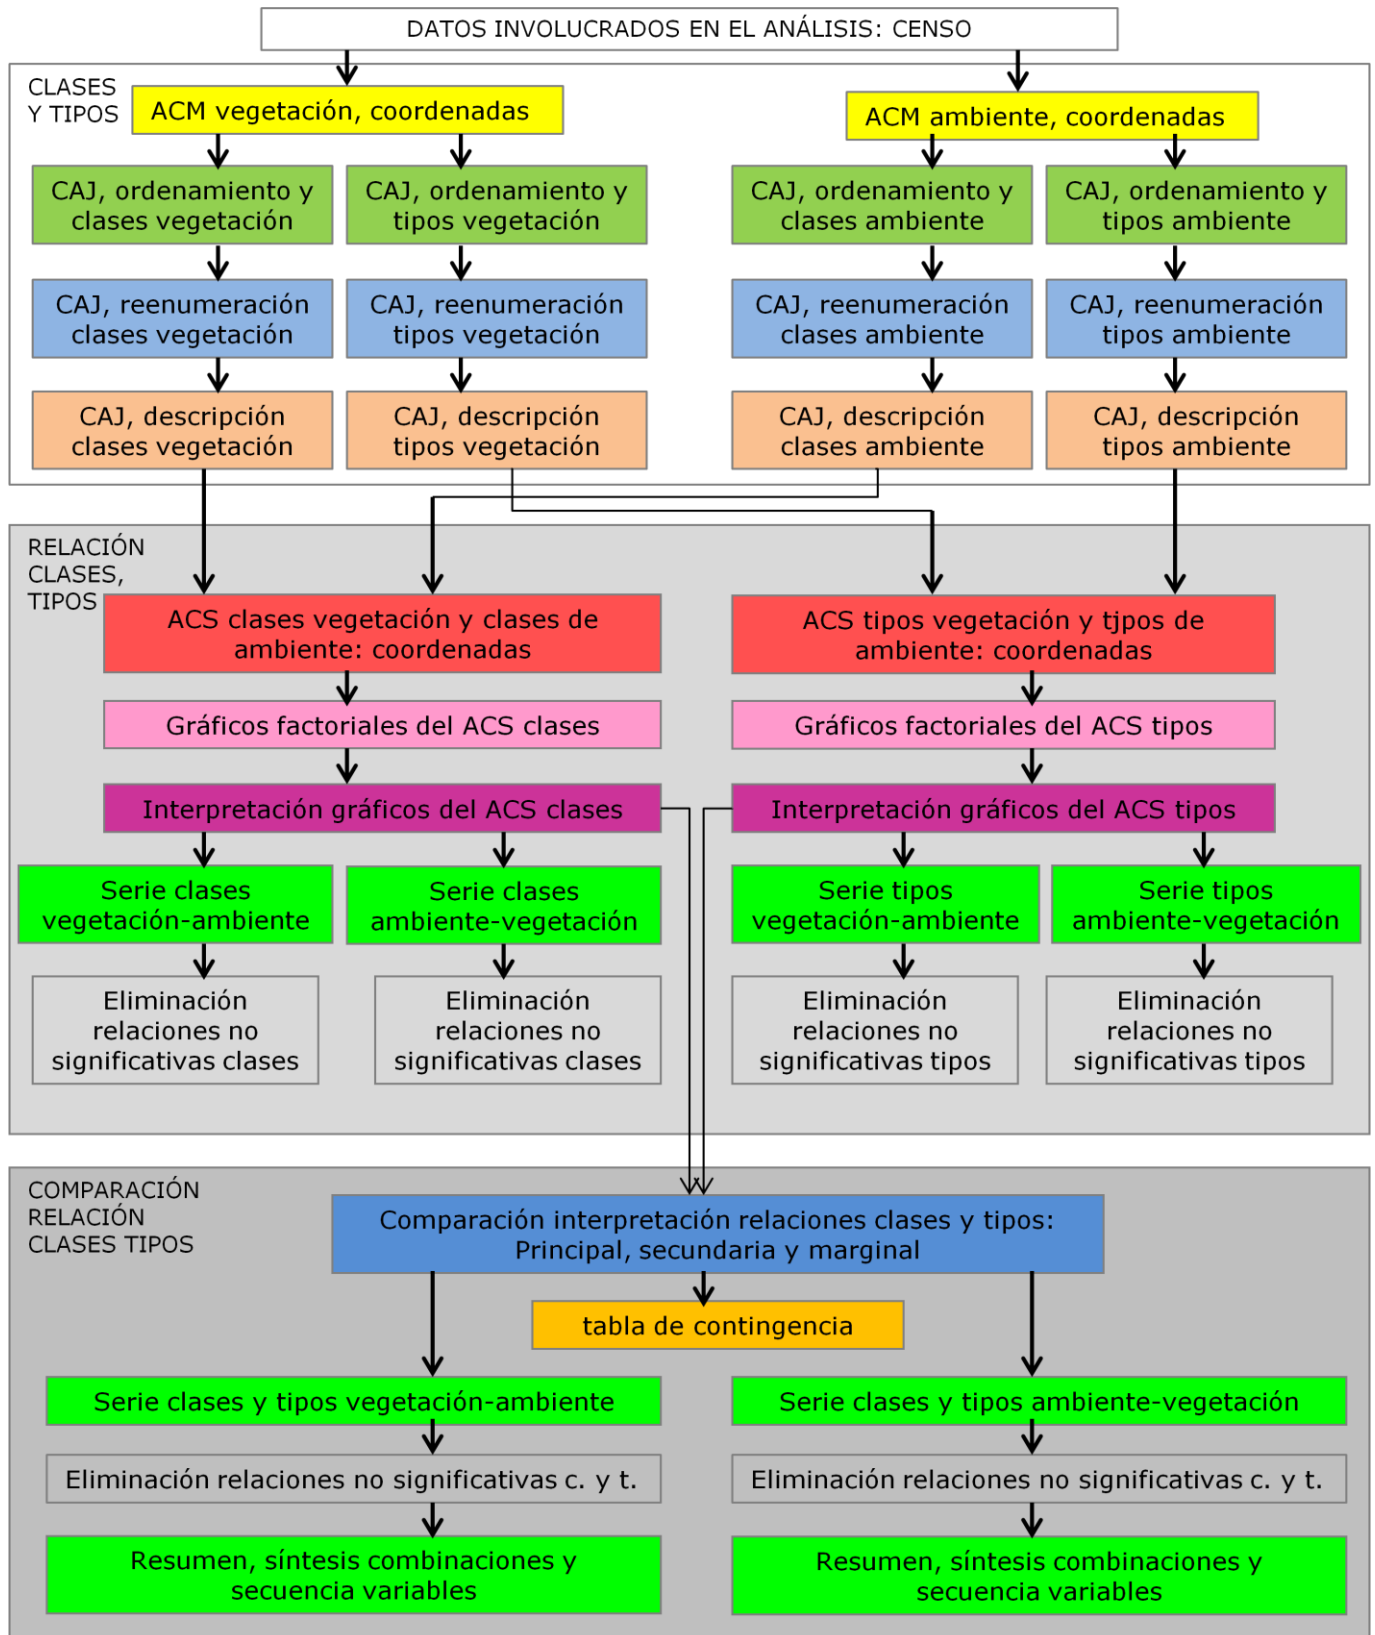 DATOS INVOLUCRADOS EN EL ANÁLISIS: CENSO
CLASES
Y TIPOS
ACM vegetación, coordenadas
ACM ambiente, coordenadas
CAJ, ordenamiento y
clases vegetación
CAJ, ordenamiento y
tipos vegetación
CAJ, ordenamiento y
clases ambiente
CAJ, ordenamiento y
tipos ambiente
CAJ, reenumeración
clases vegetación
CAJ, reenumeración
tipos vegetación
CAJ, reenumeración
clases ambiente
CAJ, reenumeración
tipos ambiente
CAJ, descripción
clases vegetación
CAJ, descripción
tipos vegetación
CAJ, descripción
clases ambiente
CAJ, descripción
tipos ambiente
RELACIÓN
CLASES,
TIPOS
ACS clases vegetación y clases de
ambiente: coordenadas
ACS tipos vegetación y tjpos de
ambiente: coordenadas
Gráficos factoriales del ACS clases
Gráficos factoriales del ACS tipos
Interpretación gráficos del ACS clases
Interpretación gráficos del ACS tipos
Serie clases
vegetación-ambiente
Serie clases
ambiente-vegetación
Serie tipos
vegetación-ambiente
Serie tipos
ambiente-vegetación
Eliminación
relaciones no
significativas clases
Eliminación
relaciones no
significativas clases
Eliminación
relaciones no
significativas tipos
Eliminación
relaciones no
significativas tipos
COMPARACIÓN
RELACIÓN
CLASES TIPOS
Comparación interpretación relaciones clases y tipos:
Principal, secundaria y marginal
tabla de contingencia
Serie clases y tipos vegetación-ambiente
Serie clases y tipos ambiente-vegetación
Eliminación relaciones no significativas c. y t.
Eliminación relaciones no significativas c. y t.
Resumen, síntesis combinaciones y
secuencia variables
Resumen, síntesis combinaciones y
secuencia variables